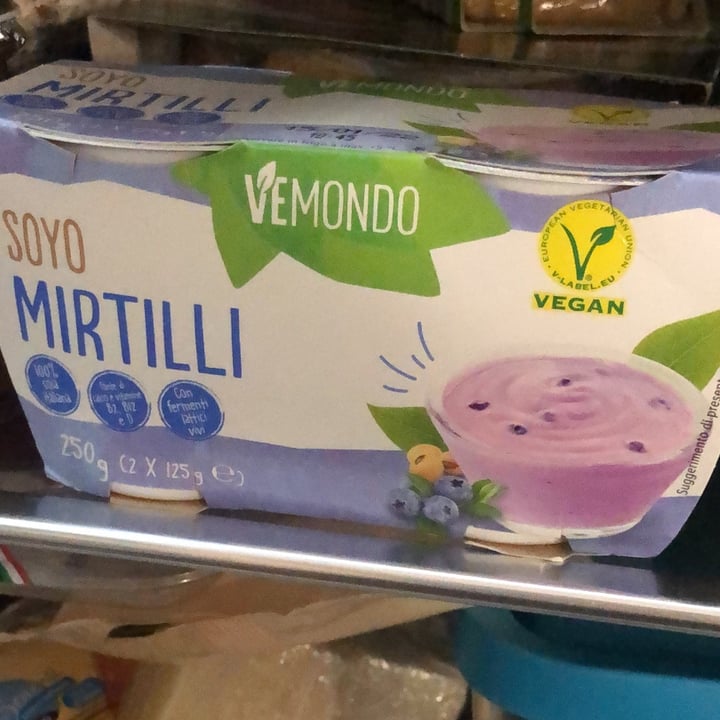 SOYO
MIRTILLI
VEMONDO
VEMONDO
SOYO
MIRTILLI
100%
soia
italiana
Fonte di
calcio e vitamine
B2, B12
e D
Con
fermenti
lattici
vivi
250g (2 X 125g ℮)
EUROPEAN VEGETARIAN UNION
V-LABEL.EU
VEGAN
Suggerimento di